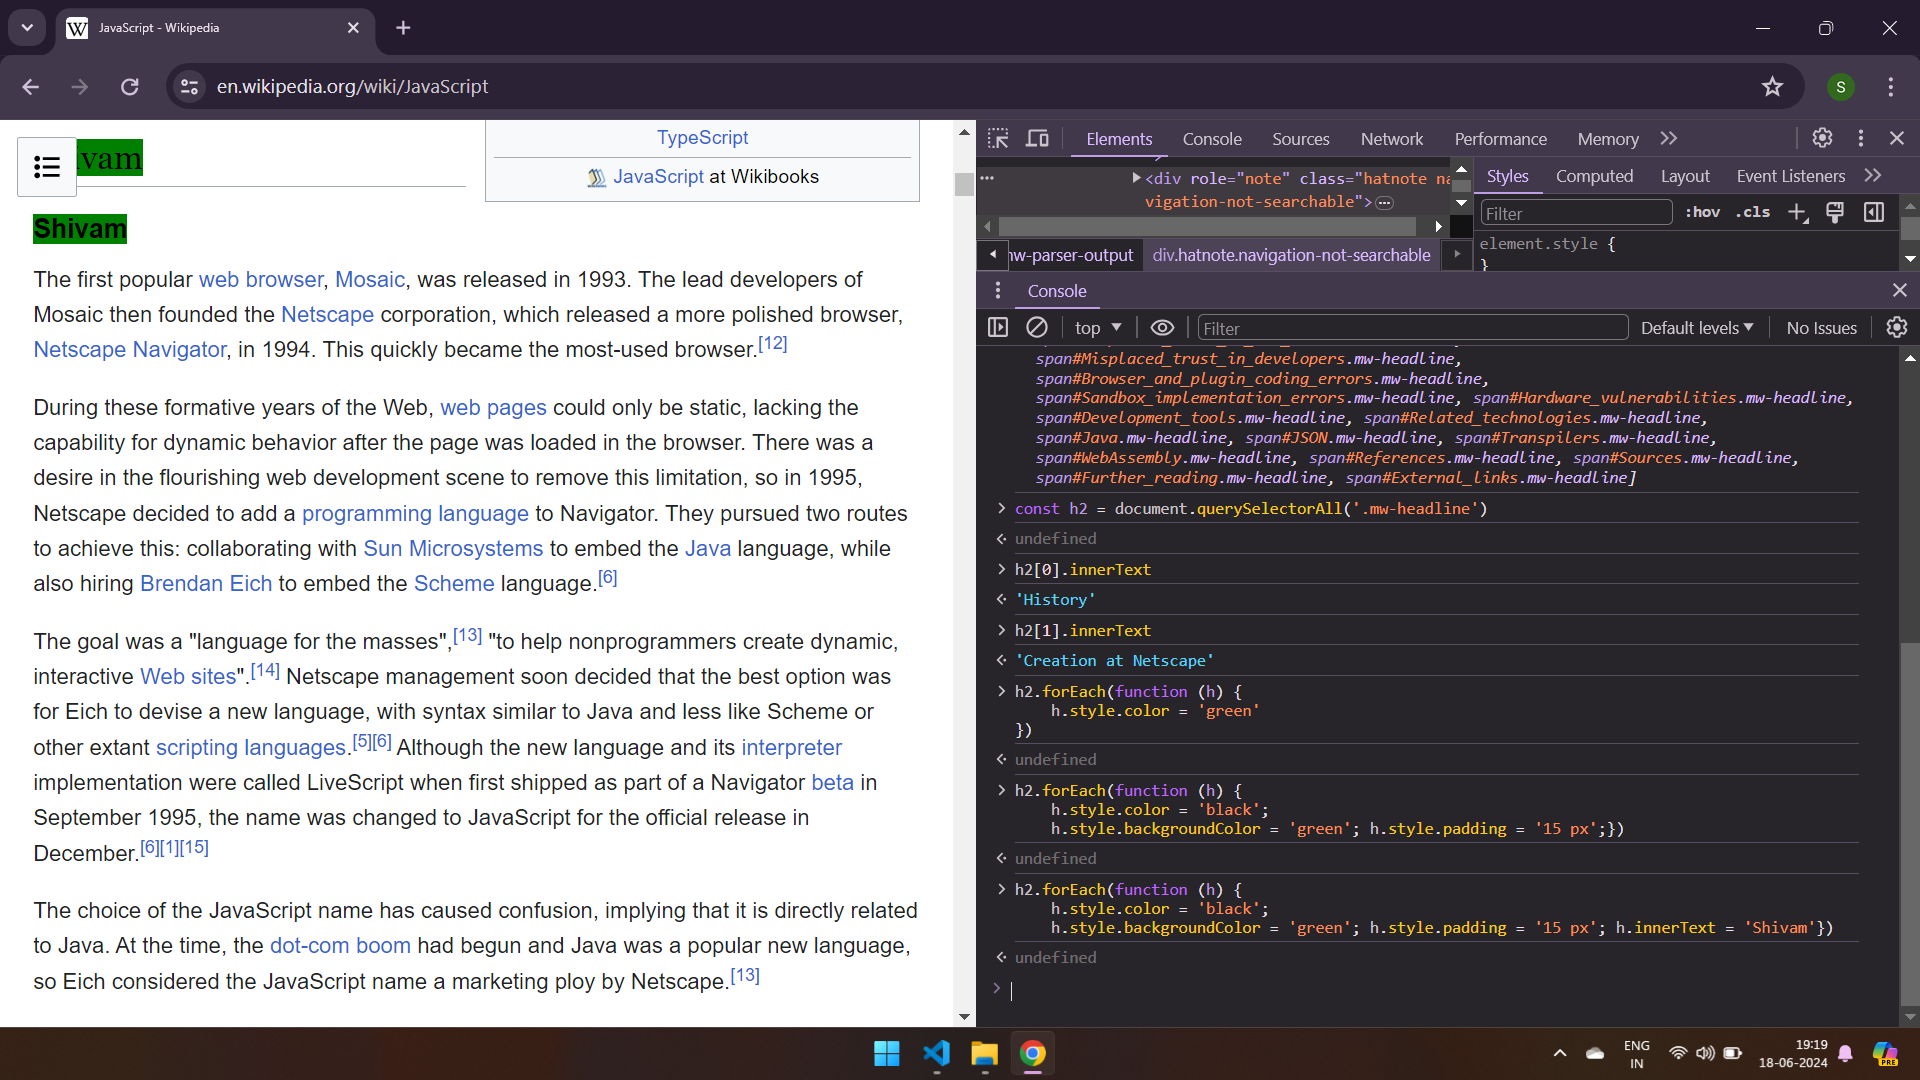 JavaScript - Wikipedia
en.wikipedia.org/wiki/JavaScript
S
ivam
Shivam
TypeScript
JavaScript at Wikibooks
The first popular web browser, Mosaic, was released in 1993. The lead developers of
Mosaic then founded the Netscape corporation, which released a more polished browser,
Netscape Navigator, in 1994. This quickly became the most-used browser.[12]
During these formative years of the Web, web pages could only be static, lacking the
capability for dynamic behavior after the page was loaded in the browser. There was a
desire in the flourishing web development scene to remove this limitation, so in 1995,
Netscape decided to add a programming language to Navigator. They pursued two routes
to achieve this: collaborating with Sun Microsystems to embed the Java language, while
also hiring Brendan Eich to embed the Scheme language.[6]
The goal was a "language for the masses",[13] "to help nonprogrammers create dynamic,
interactive Web sites".[14] Netscape management soon decided that the best option was
for Eich to devise a new language, with syntax similar to Java and less like Scheme or
other extant scripting languages.[5][6] Although the new language and its interpreter
implementation were called LiveScript when first shipped as part of a Navigator beta in
September 1995, the name was changed to JavaScript for the official release in
December.[6][1][15]
The choice of the JavaScript name has caused confusion, implying that it is directly related
to Java. At the time, the dot-com boom had begun and Java was a popular new language,
so Eich considered the JavaScript name a marketing ploy by Netscape.[13]
Elements Console Sources Network Performance Memory
<div role="note" class="hatnote na
vigation-not-searchable">
w-parser-output div.hatnote.navigation-not-searchable
Styles Computed Layout Event Listeners
Filter :hov .cls
element.style {
}
Console
top Filter Default levels No Issues
span#Misplaced_trust_in_developers.mw-headline,
span#Browser_and_plugin_coding_errors.mw-headline,
span#Sandbox_implementation_errors.mw-headline, span#Hardware_vulnerabilities.mw-headline,
span#Development_tools.mw-headline, span#Related_technologies.mw-headline,
span#Java.mw-headline, span#JSON.mw-headline, span#Transpilers.mw-headline,
span#WebAssembly.mw-headline, span#References.mw-headline, span#Sources.mw-headline,
span#Further_reading.mw-headline, span#External_links.mw-headline]
const h2 = document.querySelectorAll('.mw-headline')
undefined
h2[0].innerText
'History'
h2[1].innerText
'Creation at Netscape'
h2.forEach(function (h) {
h.style.color = 'green'
})
undefined
h2.forEach(function (h) {
h.style.color = 'black';
h.style.backgroundColor = 'green'; h.style.padding = '15 px';})
undefined
h2.forEach(function (h) {
h.style.color = 'black';
h.style.backgroundColor = 'green'; h.style.padding = '15 px'; h.innerText = 'Shivam'})
undefined
ENG
IN
19:19
18-06-2024
PRE